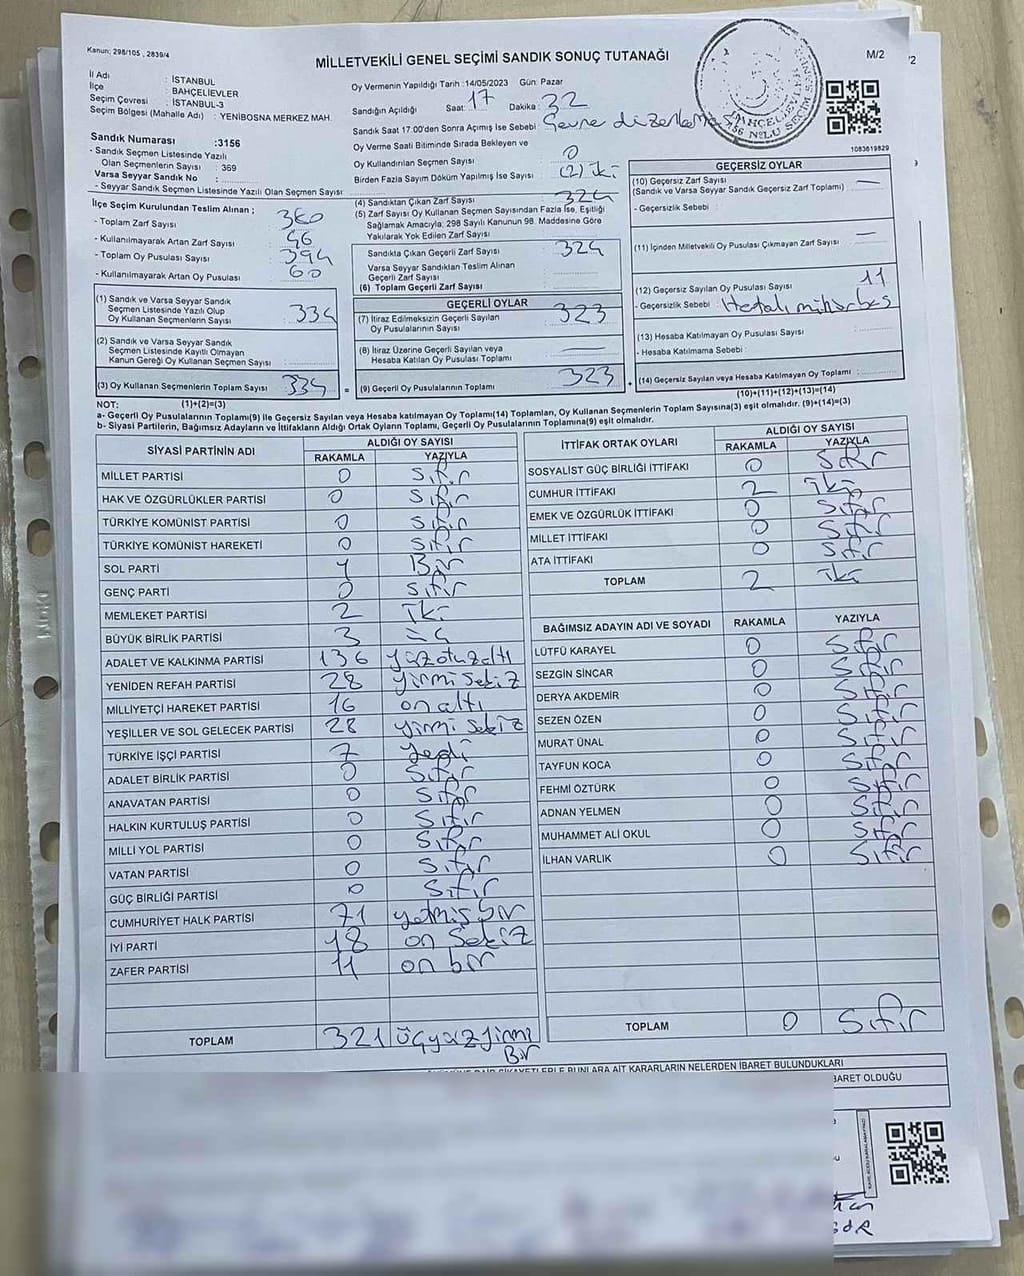 Kanun; 298/105 , 2839/4
MİLLETVEKİLİ GENEL SEÇİMİ SANDIK SONUÇ TUTANAĞI
M/2
/2
İl Adı : İSTANBUL
İlçe : BAHÇELİEVLER
Seçim Çevresi : İSTANBUL-3
Seçim Bölgesi (Mahalle Adı) : YENİBOSNA MERKEZ MAH.
Oy Vermenin Yapıldığı Tarih : 14/05/2023 Gün: Pazar
Sandığın Açıldığı Saat: 17 Dakika : 32
Sandık Saat 17:00'den Sonra Açımış İse Sebebi : Çevre düzenlemesi
Oy Verme Saati Bitiminde Sırada Bekleyen ve
Oy Kullandırılan Seçmen Sayısı : 0
Birden Fazla Sayım Döküm Yapılmış İse Sayısı : (2) iki
1083619829
Sandık Numarası :3156
- Sandık Seçmen Listesinde Yazılı
Olan Seçmenlerin Sayısı : 369
Varsa Seyyar Sandık No :
- Seyyar Sandık Seçmen Listesinde Yazılı Olan Seçmen Sayısı:
İlçe Seçim Kurulundan Teslim Alınan ;
- Toplam Zarf Sayısı : 380
- Kullanılmayarak Artan Zarf Sayısı : 46
- Toplam Oy Pusulası Sayısı : 394
- Kullanılmayarak Artan Oy Pusulası : 60
(4) Sandıktan Çıkan Zarf Sayısı : 324
(5) Zarf Sayısı Oy Kullanan Seçmen Sayısından Fazla İse, Eşitliği
Sağlamak Amacıyla; 298 Sayılı Kanunun 98. Maddesine Göre
Yakılarak Yok Edilen Zarf Sayısı
Sandıkta Çıkan Geçerli Zarf Sayısı : 324
Varsa Seyyar Sandıktan Teslim Alınan
Geçerli Zarf Sayısı
(6) Toplam Geçerli Zarf Sayısı :
GEÇERSİZ OYLAR
(10) Geçersiz Zarf Sayısı
(Sandık ve Varsa Seyyar Sandık Geçersiz Zarf Toplamı) : —
- Geçersizlik Sebebi :
(11) İçinden Milletvekili Oy Pusulası Çıkmayan Zarf Sayısı : —
(12) Geçersiz Sayılan Oy Pusulası Sayısı : 11
- Geçersizlik Sebebi : Hatalı mühür bas
(13) Hesaba Katılmayan Oy Pusulası Sayısı :
- Hesaba Katılmama Sebebi :
(14) Geçersiz Sayılan veya Hesaba Katılmayan Oy Toplamı :
(10)+(11)+(12)+(13)=(14)
(1) Sandık ve Varsa Seyyar Sandık
Seçmen Listesinde Yazılı Olup
Oy Kullanan Seçmenlerin Sayısı : 334
(2) Sandık ve Varsa Seyyar Sandık
Seçmen Listesinde Kayıtlı Olmayan
Kanun Gereği Oy Kullanan Seçmen Sayısı :
(3) Oy Kullanan Seçmenlerin Toplam Sayısı : 334 =
GEÇERLİ OYLAR
(7) İtiraz Edilmeksizin Geçerli Sayılan
Oy Pusulalarının Sayısı : 323
(8) İtiraz Üzerine Geçerli Sayılan veya
Hesaba Katılan Oy Pusulası Toplamı : —
(9) Geçerli Oy Pusulalarının Toplamı : 323 +
NOT: (1)+(2)=(3)
a- Geçerli Oy Pusulalarının Toplamı(9) ile Geçersiz Sayılan veya Hesaba katılmayan Oy Toplamı(14) Toplamları, Oy Kullanan Seçmenlerin Toplam Sayısına(3) eşit olmalıdır. (9)+(14)=(3)
b- Siyasi Partilerin, Bağımsız Adayların ve İttifakların Aldığı Ortak Oyların Toplamı, Geçerli Oy Pusulalarının Toplamına(9) eşit olmalıdır.
SİYASİ PARTİNİN ADI ALDIĞI OY SAYISI
RAKAMLA YAZIYLA
MİLLET PARTİSİ 0 sıfır
HAK VE ÖZGÜRLÜKLER PARTİSİ 0 sıfır
TÜRKİYE KOMÜNİST PARTİSİ 0 sıfır
TÜRKİYE KOMÜNİST HAREKETİ 0 sıfır
SOL PARTİ 1 Bir
GENÇ PARTİ 0 sıfır
MEMLEKET PARTİSİ 2 iki
BÜYÜK BİRLİK PARTİSİ 3 üç
ADALET VE KALKINMA PARTİSİ 136 yüzotuzaltı
YENİDEN REFAH PARTİSİ 28 yirmi sekiz
MİLLİYETÇİ HAREKET PARTİSİ 16 on altı
YEŞİLLER VE SOL GELECEK PARTİSİ 28 yirmi sekiz
TÜRKİYE İŞÇİ PARTİSİ 7 yedi
ADALET BİRLİK PARTİSİ 0 sıfır
ANAVATAN PARTİSİ 0 sıfır
HALKIN KURTULUŞ PARTİSİ 0 sıfır
MİLLİ YOL PARTİSİ 0 sıfır
VATAN PARTİSİ 0 sıfır
GÜÇ BİRLİĞİ PARTİSİ 0 sıfır
CUMHURİYET HALK PARTİSİ 71 yetmiş bir
İYİ PARTİ 18 on sekiz
ZAFER PARTİSİ 11 on bir
TOPLAM 321 üçyüzyirmi
Bir
İTTİFAK ORTAK OYLARI ALDIĞI OY SAYISI
RAKAMLA YAZIYLA
SOSYALİST GÜÇ BİRLİĞİ İTTİFAKI 0 sıfır
CUMHUR İTTİFAKI 2 iki
EMEK VE ÖZGÜRLÜK İTTİFAKI 0 sıfır
MİLLET İTTİFAKI 0 sıfır
ATA İTTİFAKI 0 sıfır
TOPLAM 2 iki
BAĞIMSIZ ADAYIN ADI VE SOYADI RAKAMLA YAZIYLA
LÜTFÜ KARAYEL 0 sıfır
SEZGİN SİNCAR 0 sıfır
DERYA AKDEMİR 0 sıfır
SEZEN ÖZEN 0 sıfır
MURAT ÜNAL 0 sıfır
TAYFUN KOCA 0 sıfır
FEHMİ ÖZTÜRK 0 sıfır
ADNAN YELMEN 0 sıfır
MUHAMMET ALİ OKUL 0 sıfır
İLHAN VARLIK 0 sıfır
TOPLAM 0 sıfır
ŞİKAYETLERLE BUNLARA AİT KARARLARIN NELERDEN İBARET BULUNDUKLARI
BARET OLDUĞU